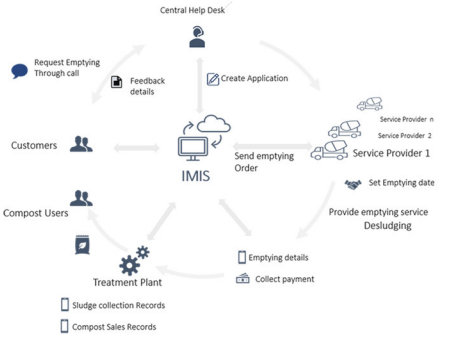 Central Help Desk
Request Emptying
Through call
Feedback
details
Create Application
Service Provider n
Service Provider 2
Service Provider 1
Customers
IMIS
Send emptying
Order
Set Emptying date
Compost Users
Provide emptying service
Desludging
Emptying details
Collect payment
Treatment Plant
Sludge collection Records
Compost Sales Records